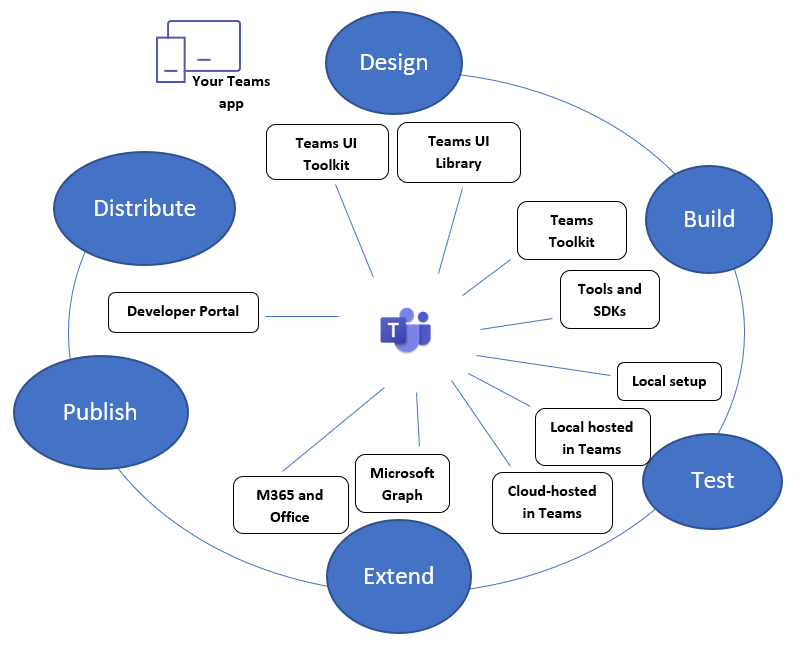 Design
Your Teams
app
Teams UI
Toolkit
Teams UI
Library
Distribute
Build
Teams
Toolkit
Tools and
SDKs
Developer Portal
T
Local setup
Publish
Local hosted
in Teams
Test
Microsoft
Graph
M365 and
Office
Cloud-hosted
in Teams
Extend